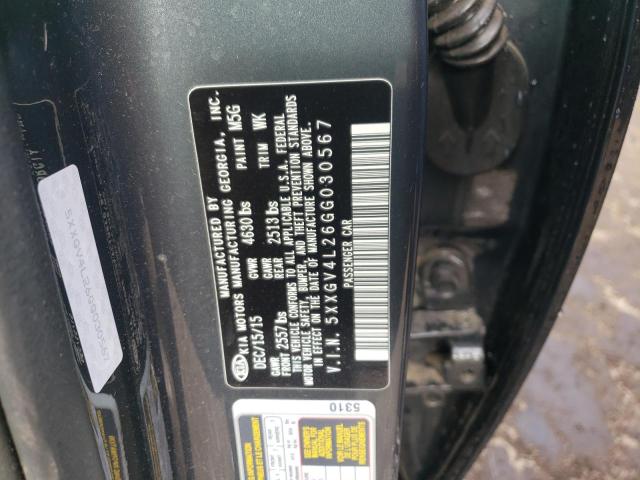 MANUFACTURED BY
KIA MOTORS MANUFACTURING GEORGIA, INC.
DEC/15/15 GVWR 4630 lbs PAINT M5G
GAWR FRONT 2557 lbs GAWR REAR 2513 lbs TRIM WK
THIS VEHICLE CONFORMS TO ALL APPLICABLE U.S.A. FEDERAL
MOTOR VEHICLE SAFETY, BUMPER, AND THEFT PREVENTION STANDARDS
IN EFFECT ON THE DATE OF MANUFACTURE SHOWN ABOVE.
V.I.N. 5XXGV4L26GG030567
PASSENGER CAR
5XXGV4L26GG030567
5310